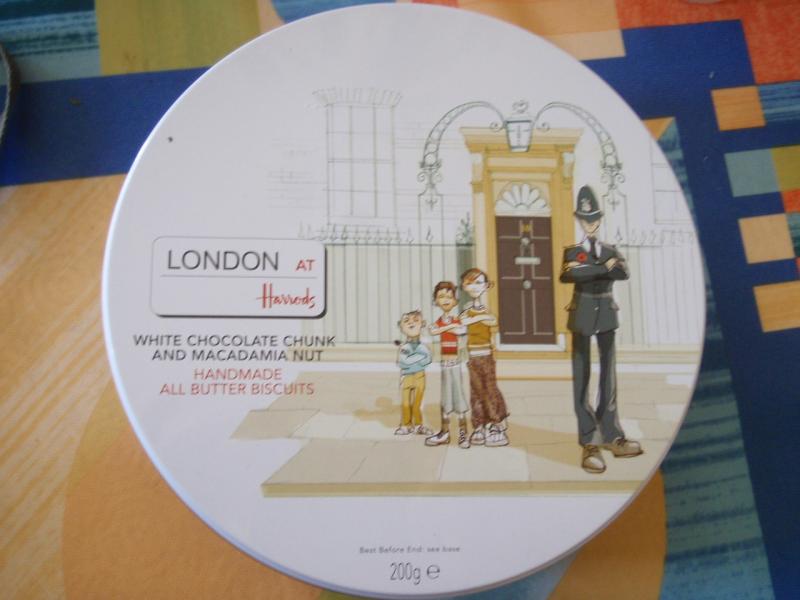 LONDON AT
Harrods
WHITE CHOCOLATE CHUNK
AND MACADAMIA NUT
HANDMADE
ALL BUTTER BISCUITS
Best Before End: see base
200g ℮